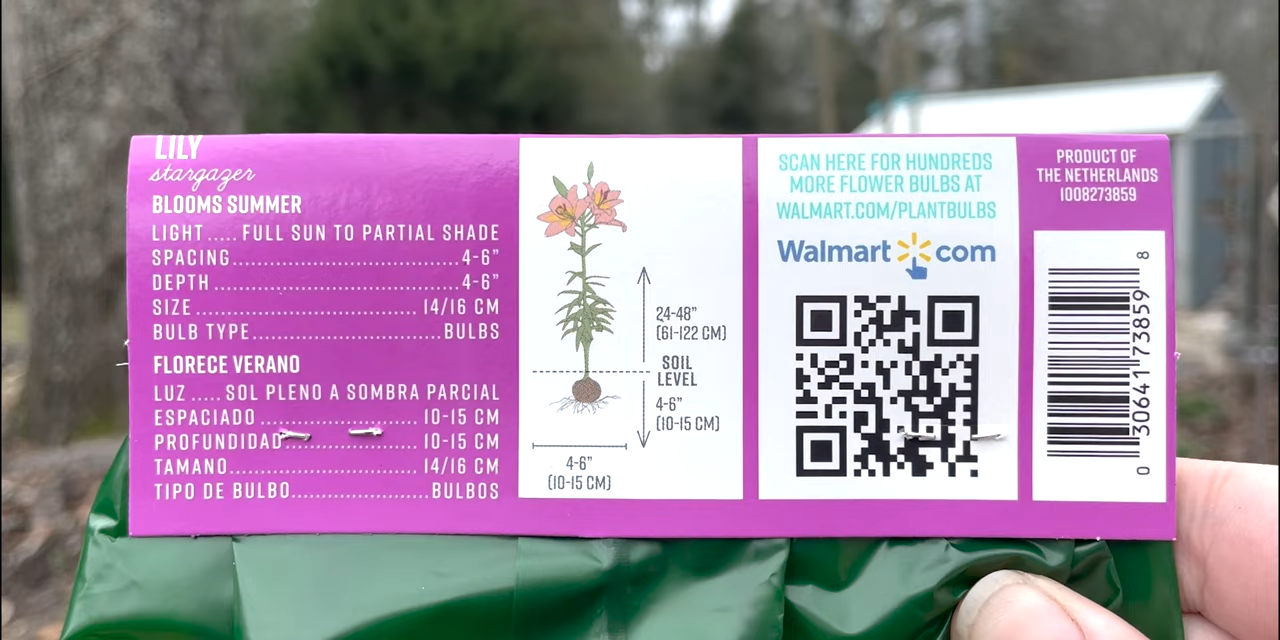 LILY
stargazer
BLOOMS SUMMER
LIGHT ..... FULL SUN TO PARTIAL SHADE
SPACING................................4-6"
DEPTH ...................................4-6"
SIZE ............................... 14/16 CM
BULB TYPE...........................BULBS
FLORECE VERANO
LUZ ..... SOL PLENO A SOMBRA PARCIAL
ESPACIADO ...................... 10-15 CM
PROFUNDIDAD................... 10-15 CM
TAMANO.......................... 14/16 CM
TIPO DE BULBO....................BULBOS
24-48"
(61-122 CM)
SOIL
LEVEL
4-6"
(10-15 CM)
4-6"
(10-15 CM)
SCAN HERE FOR HUNDREDS
MORE FLOWER BULBS AT
WALMART.COM/PLANTBULBS
Walmart com
PRODUCT OF
THE NETHERLANDS
1008273859
0 30641 73859 8